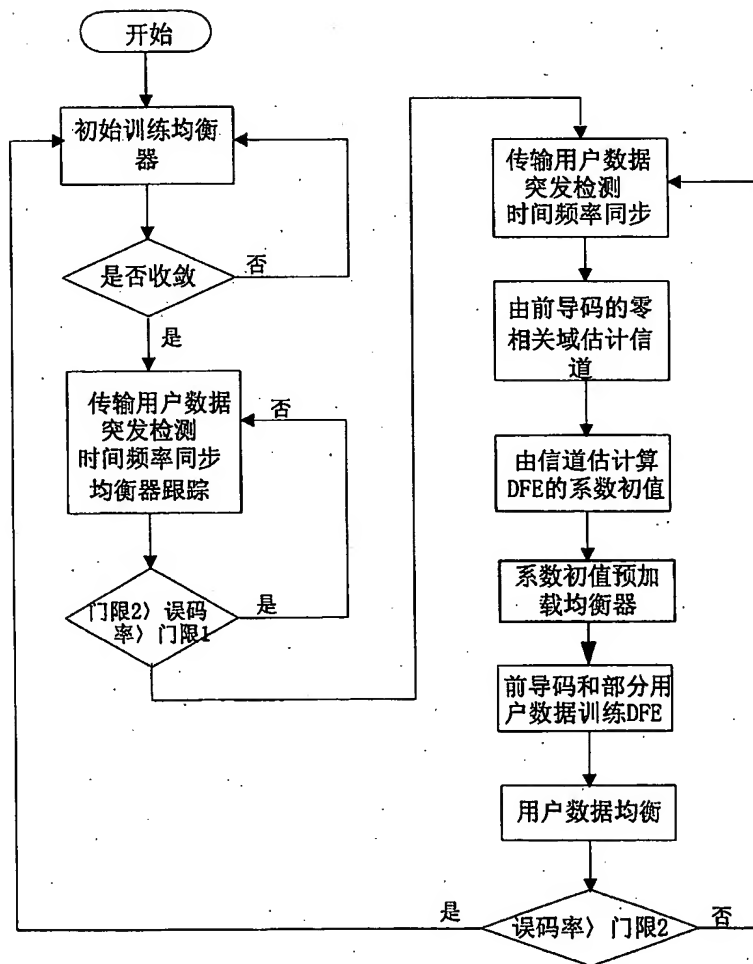 开始
初始训练均衡
器
是否收敛
否
是
传输用户数据
突发检测
时间频率同步
均衡器跟踪
否
门限2〉误码
率〉门限1
是
传输用户数据
突发检测
时间频率同步
由前导码的零
相关域估计信
道
由信道估计算
DFE的系数初值
系数初值预加
载均衡器
前导码和部分用
户数据训练DFE
用户数据均衡
误码率〉门限2
是
否